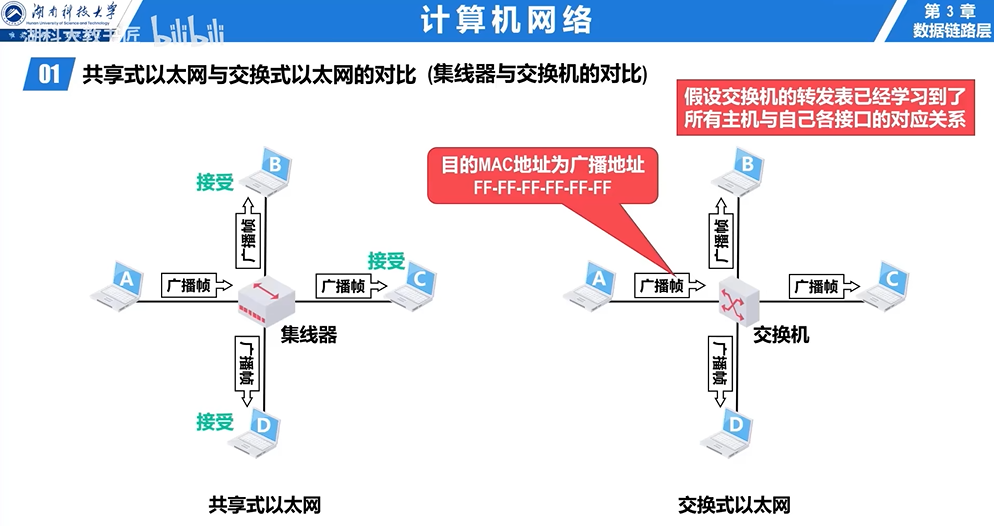 湖南科技大学
Hunan University of Science and Technology
湖科大教书匠 bilibili
计算机网络
第 3 章
数据链路层
01 共享式以太网与交换式以太网的对比 (集线器与交换机的对比)
假设交换机的转发表已经学习到了
所有主机与自己各接口的对应关系
目的MAC地址为广播地址
FF-FF-FF-FF-FF-FF
B
接受
广播帧
A
广播帧
集线器
广播帧
接受
C
广播帧
接受
D
共享式以太网
B
广播帧
A
广播帧
交换机
广播帧
C
广播帧
D
交换式以太网